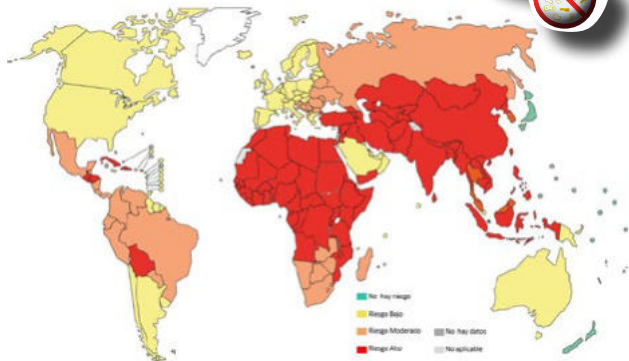 No hay riesgo
Riesgo Bajo
Riesgo Moderado
Riesgo Alto
No hay datos
No aplicable